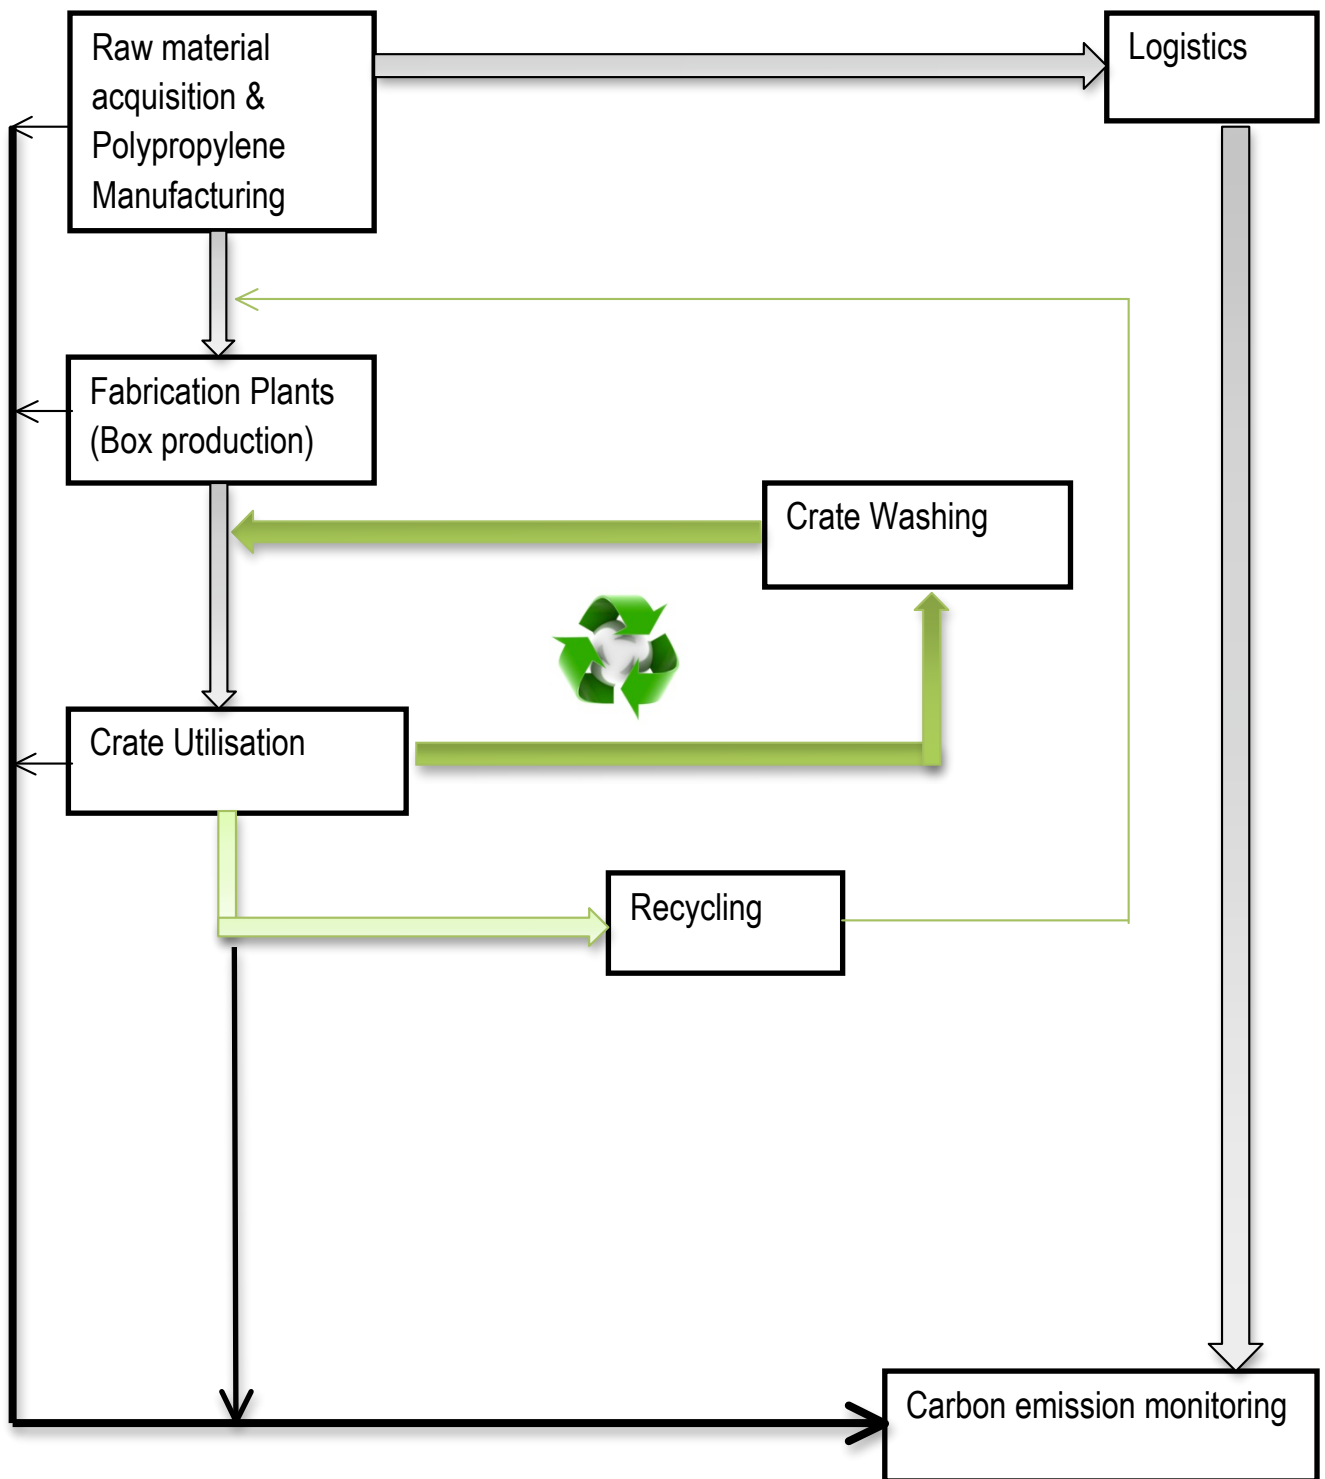 Raw material
acquisition &
Polypropylene
Manufacturing
Logistics
Fabrication Plants
(Box production)
Crate Washing
Crate Utilisation
Recycling
Carbon emission monitoring